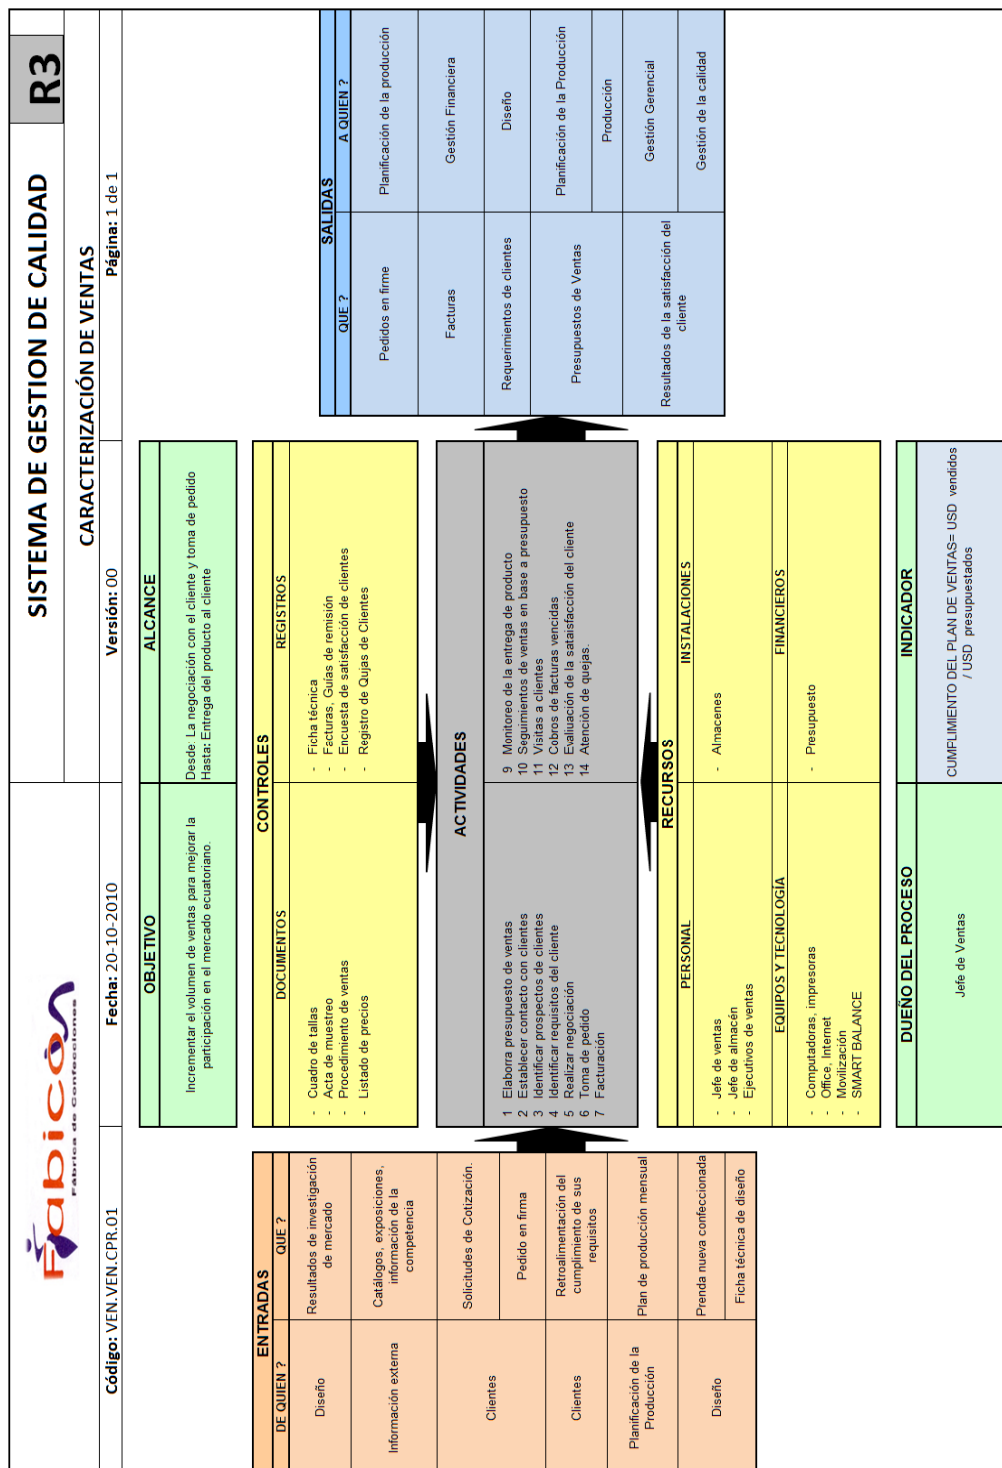 Fabicón
Fábrica de Confecciones
SISTEMA DE GESTION DE CALIDAD
R3
CARACTERIZACIÓN DE VENTAS
Código: VEN.VEN.CPR.01
Fecha: 20-10-2010
Versión: 00
Página: 1 de 1
OBJETIVO
Incrementar el volumen de ventas para mejorar la
participación en el mercado ecuatoriano.
ALCANCE
Desde: La negociación con el cliente y toma de pedido
Hasta: Entrega del producto al cliente
ENTRADAS
DE QUIEN ?
QUE ?
Diseño
Resultados de investigación
de mercado
Información externa
Catálogos, exposiciones,
información de la
competencia
Clientes
Solicitudes de Cotización.
Pedido en firma
Clientes
Retroalimentación del
cumplimiento de sus
requisitos
Planificación de la
Producción
Plan de producción mensual
Diseño
Prenda nueva confeccionada
Ficha técnica de diseño
CONTROLES
DOCUMENTOS
- Cuadro de tallas
- Acta de muestreo
- Procedimiento de ventas
- Listado de precios
REGISTROS
- Ficha técnica
- Facturas, Guías de remisión
- Encuesta de satisfacción de clientes
- Registro de Qujas de Clientes
ACTIVIDADES
1 Elaborra presupuesto de ventas
2 Establecer contacto con clientes
3 Identificar prospectos de clientes
4 Identificar requisitos del cliente
5 Realizar negociación
6 Toma de pedido
7 Facturación
9 Monitoreo de la entrega de producto
10 Seguimientos de ventas en base a presupuesto
11 Visitas a clientes
12 Cobros de facturas vencidas
13 Evaliuación de la sataisfacción del cliente
14 Atención de quejas.
RECURSOS
PERSONAL
- Jefe de ventas
- Jefe de almacén
- Ejecutivos de ventas
INSTALACIONES
- Almacenes
EQUIPOS Y TECNOLOGÍA
- Computadoras, impresoras
- Office, Internet
- Movilización
- SMART BALANCE
FINANCIEROS
- Presupuesto
DUEÑO DEL PROCESO
Jefe de Ventas
INDICADOR
CUMPLIMIENTO DEL PLAN DE VENTAS= USD vendidos
/ USD presupuestados
SALIDAS
QUE ?
A QUIEN ?
Pedidos en firme
Planificación de la producción
Facturas
Gestión Financiera
Requerimientos de clientes
Diseño
Presupuestos de Ventas
Planificación de la Producción
Producción
Resultados de la satisfacción del
cliente
Gestión Gerencial
Gestión de la calidad